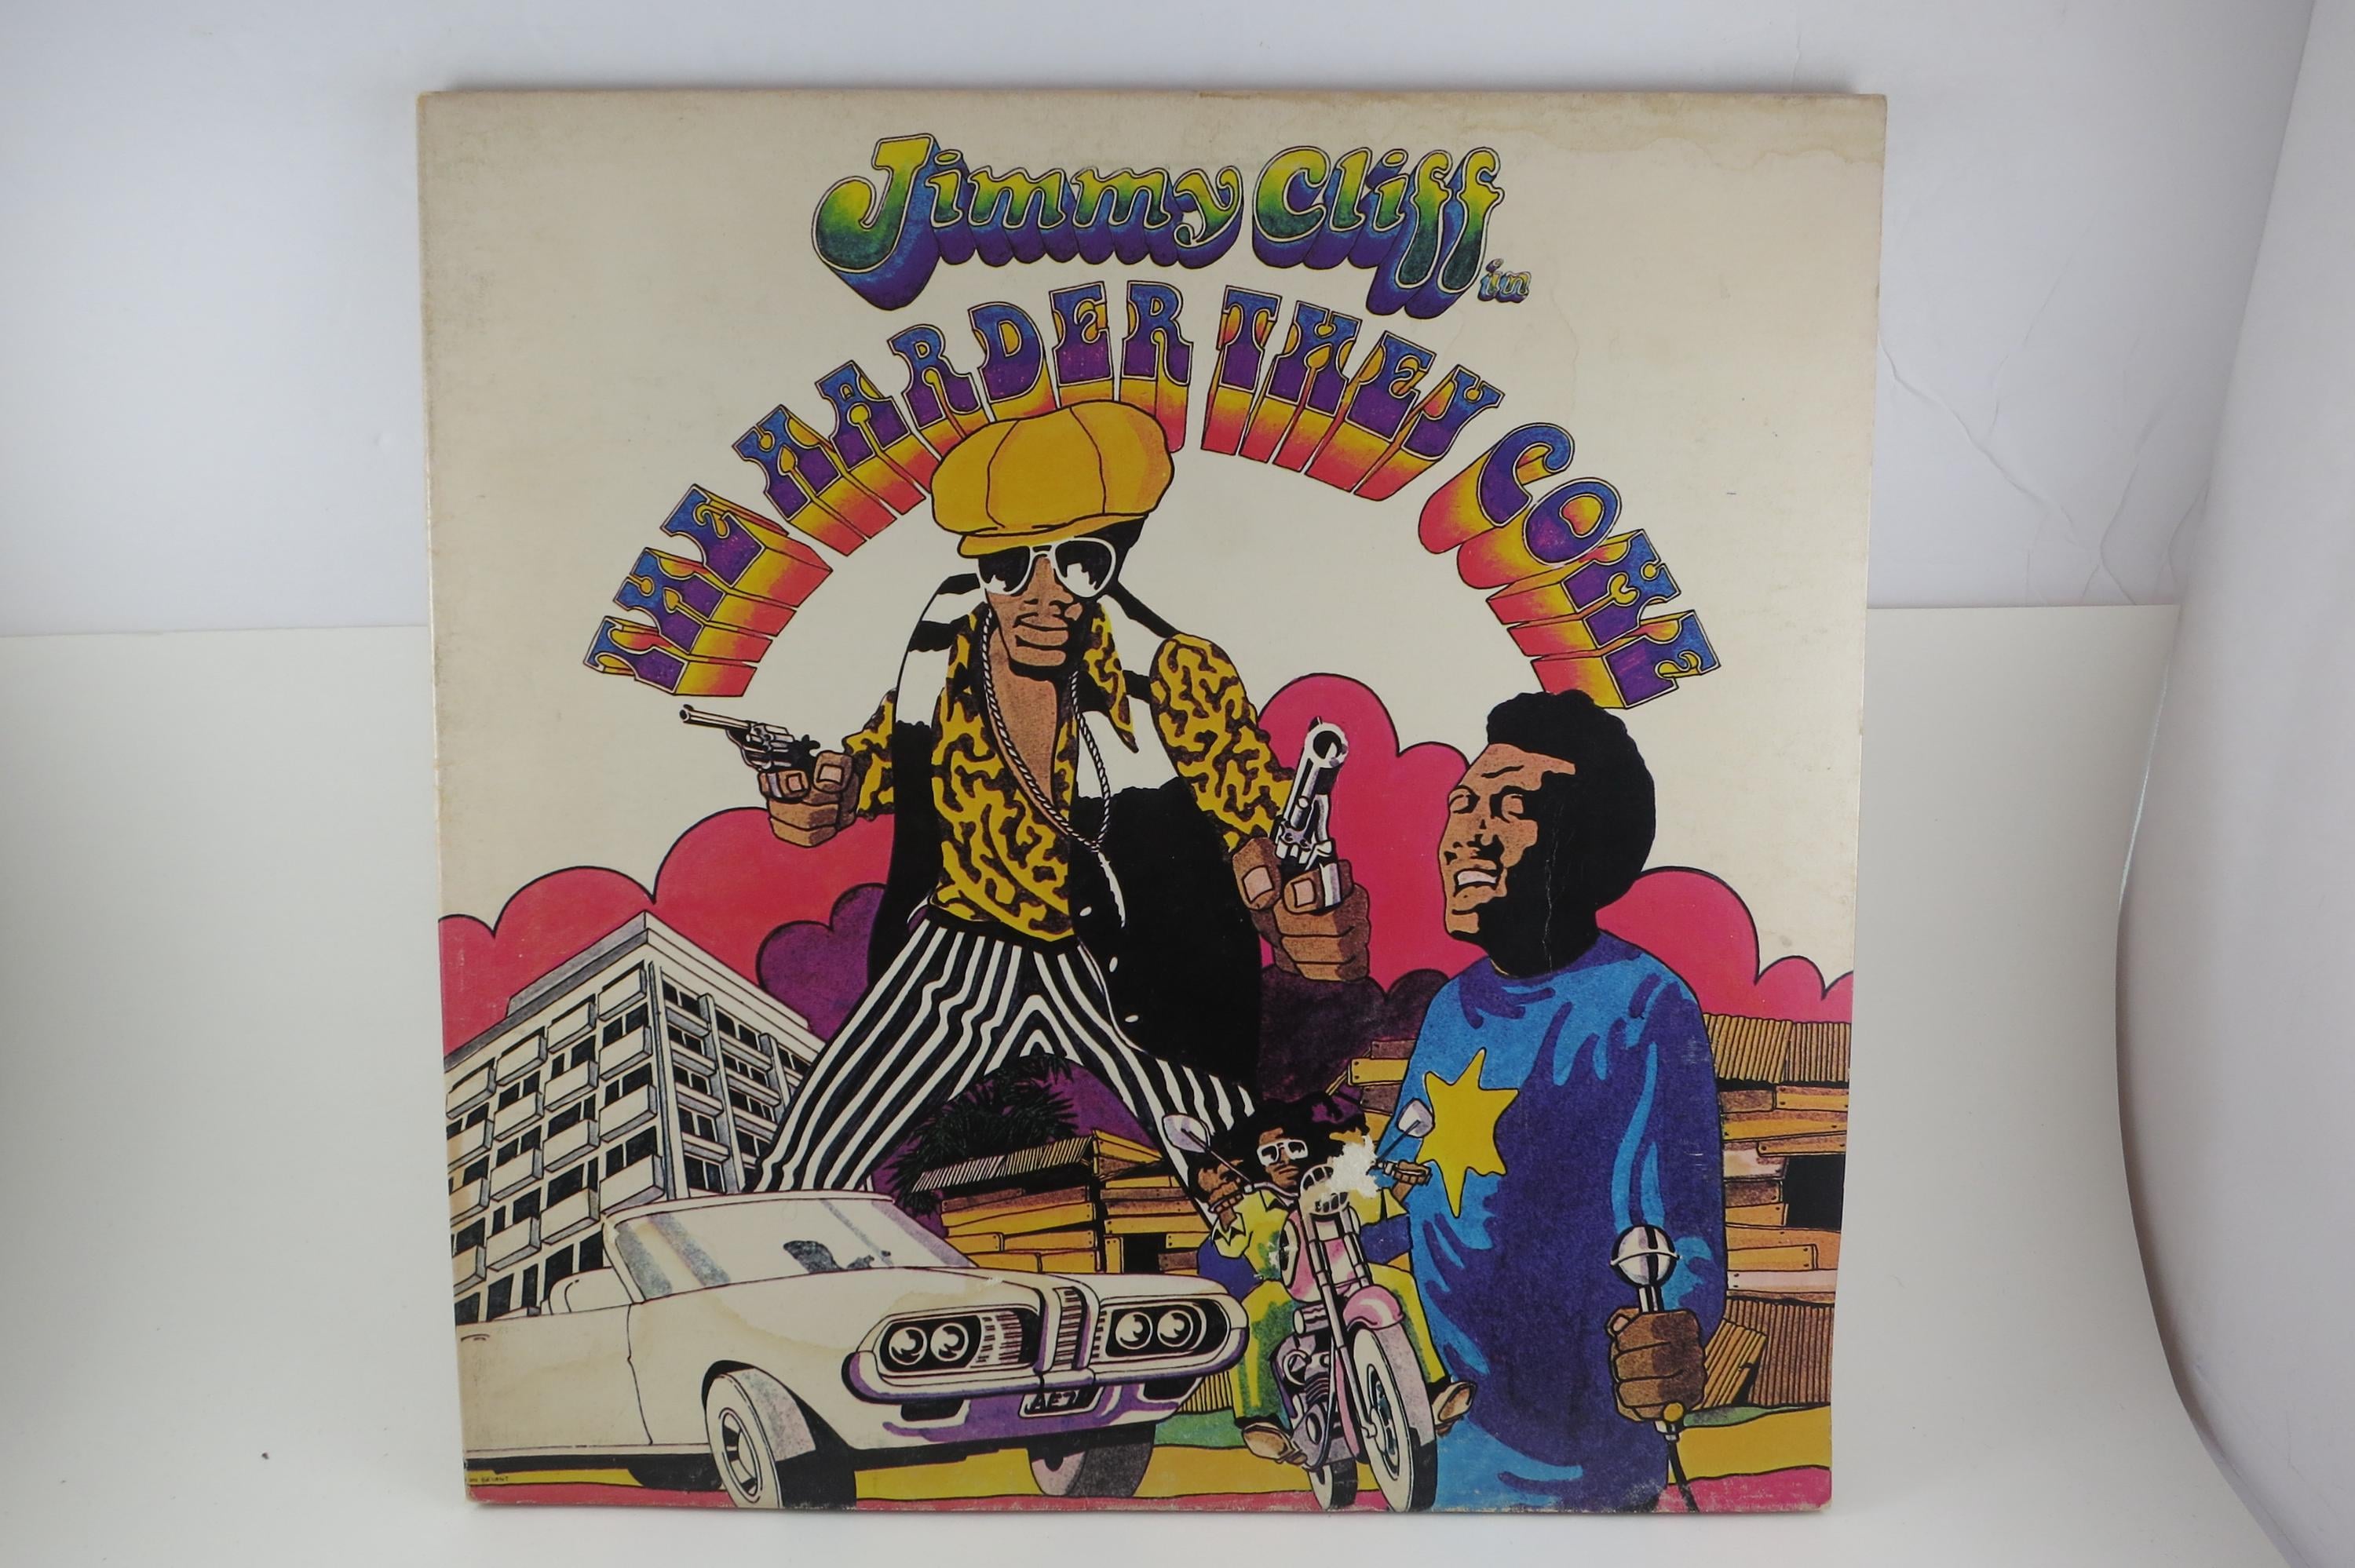 Jimmy Cliff
in
THE HARDER THEY COME